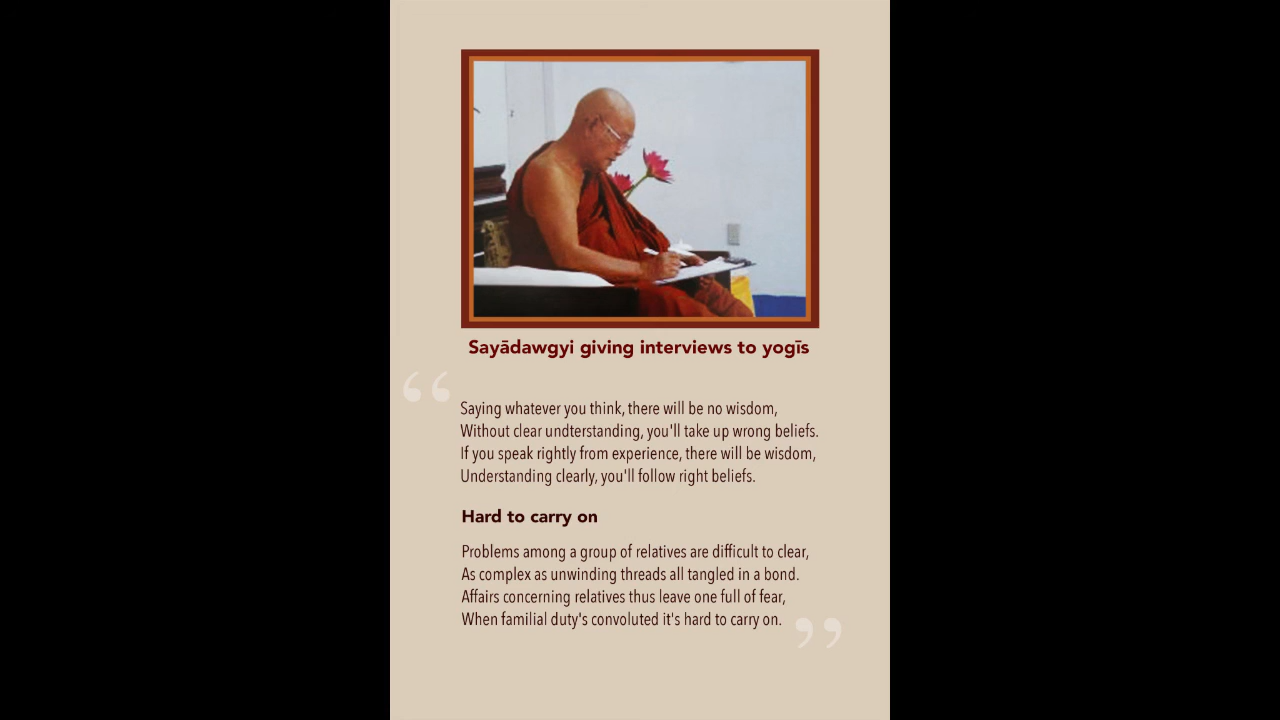 Sayādawgyi giving interviews to yogīs
“
Saying whatever you think, there will be no wisdom,
Without clear undterstanding, you'll take up wrong beliefs.
If you speak rightly from experience, there will be wisdom,
Understanding clearly, you'll follow right beliefs.
Hard to carry on
Problems among a group of relatives are difficult to clear,
As complex as unwinding threads all tangled in a bond.
Affairs concerning relatives thus leave one full of fear,
When familial duty's convoluted it's hard to carry on.
”